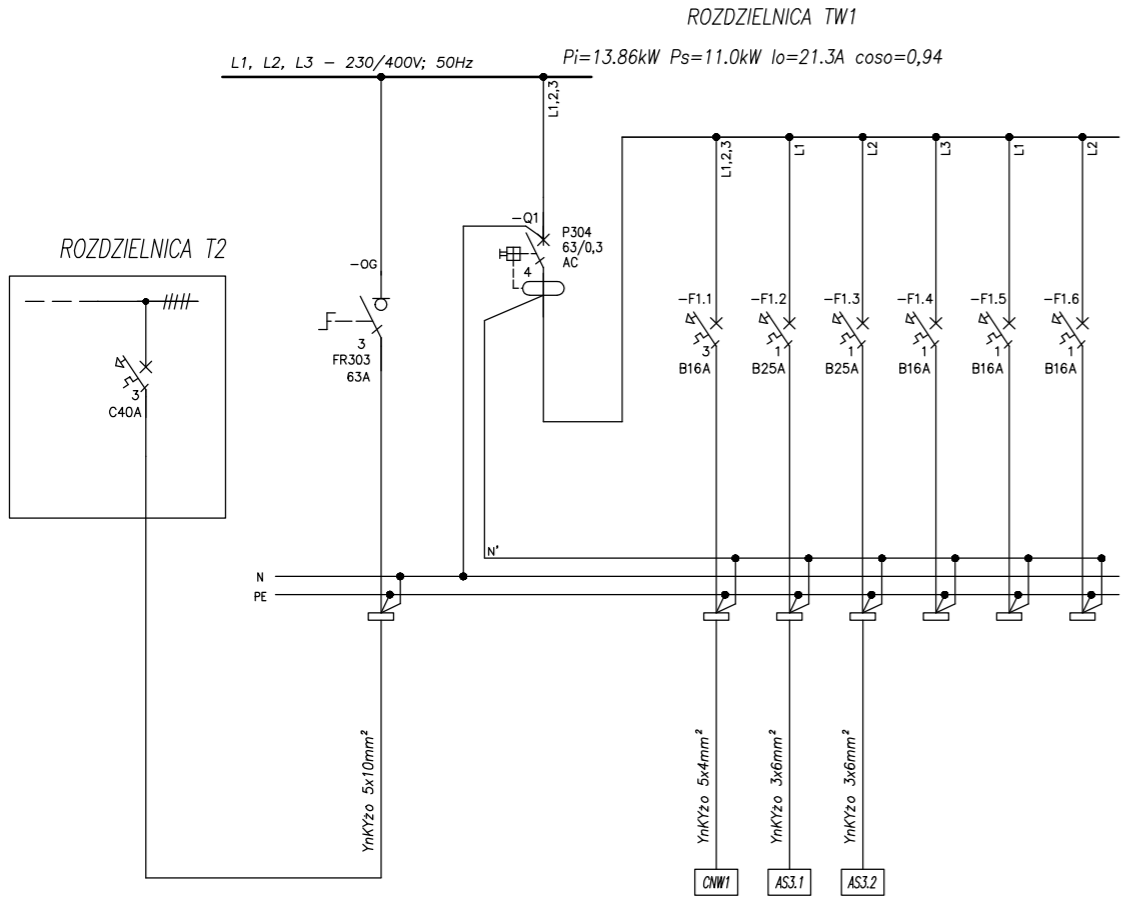 ROZDZIELNICA TW1
L1, L2, L3 – 230/400V; 50Hz
Pi=13.86kW Ps=11.0kW Io=21.3A coso=0,94
L1,2,3
L1,2,3
L1
L2
L3
L1
L2
ROZDZIELNICA T2
3
C40A
-OG
3
FR303
63A
-Q1
P304
63/0,3
AC
4
-F1.1
3
B16A
-F1.2
1
B25A
-F1.3
1
B25A
-F1.4
1
B16A
-F1.5
1
B16A
-F1.6
1
B16A
N'
N
PE
YnKYżo 5x10mm²
YnKYżo 5x4mm²
YnKYżo 3x6mm²
YnKYżo 3x6mm²
CNW1
AS3.1
AS3.2